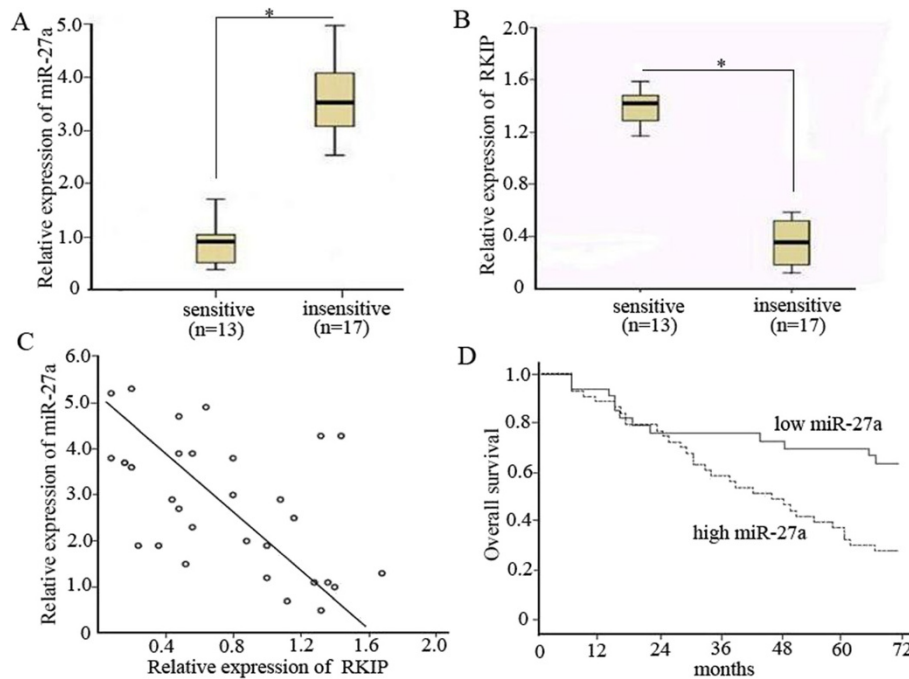 A
Relative expression of miR-27a
5.0
4.0
3.0
2.0
1.0
0
*
sensitive
(n=13)
insensitive
(n=17)
B
Relative expression of RKIP
2.0
1.6
1.2
0.8
0.4
0
*
sensitive
(n=13)
insensitive
(n=17)
C
Relative expression of miR-27a
6.0
5.0
4.0
3.0
2.0
1.0
0
0.4
0.8
1.2
1.6
2.0
Relative expression of RKIP
D
Overall survival
1.0
0.8
0.6
0.4
0.2
0
low miR-27a
high miR-27a
0
12
24
36
48
60
72
months